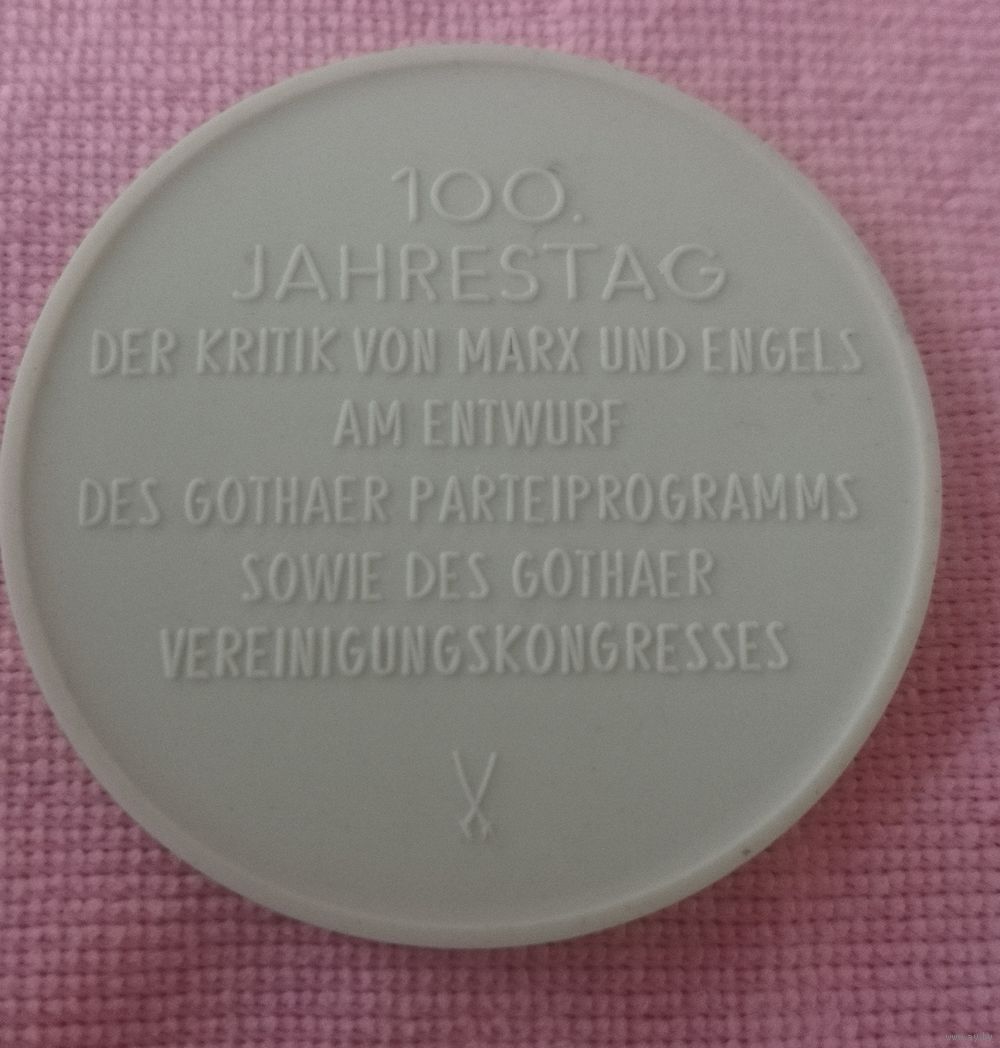 100.
JAHRESTAG
DER KRITIK VON MARX UND ENGELS
AM ENTWURF
DES GOTHAER PARTEIPROGRAMMS
SOWIE DES GOTHAER
VEREINIGUNGSKONGRESSES